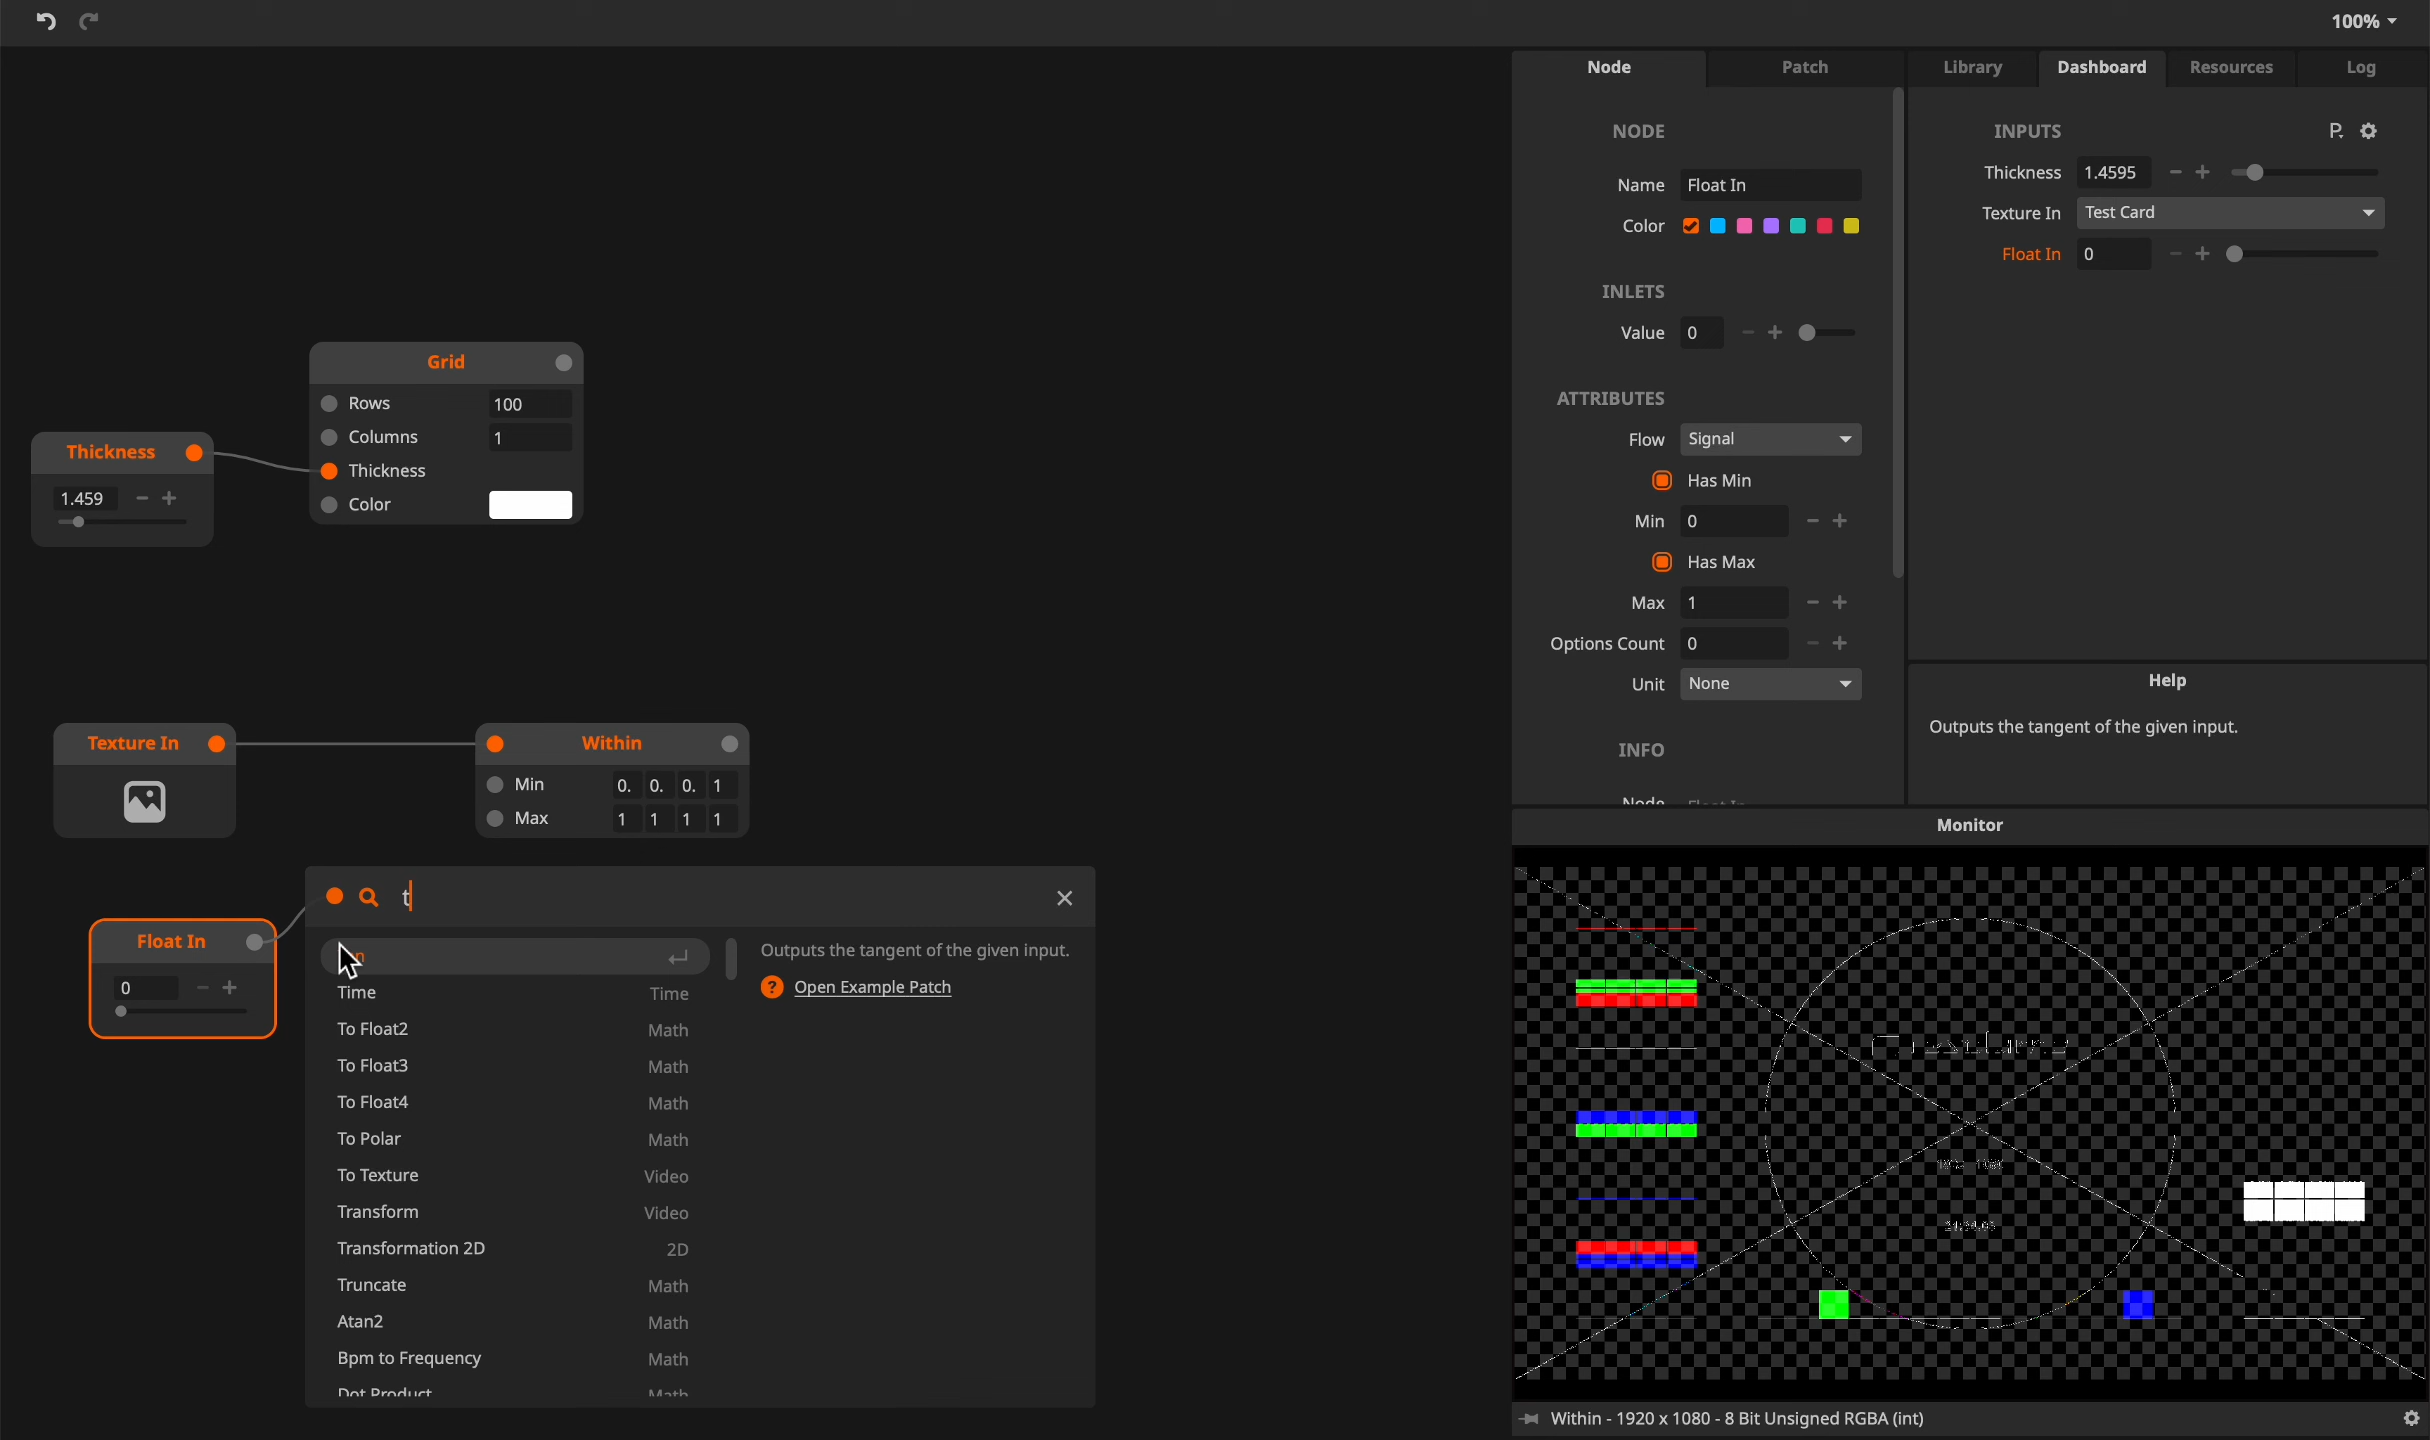 100%
Node
Patch
Library
Dashboard
Resources
Log
NODE
Name Float In
Color
INLETS
Value 0
ATTRIBUTES
Flow Signal
Has Min
Min 0
Has Max
Max 1
Options Count 0
Unit None
INFO
INPUTS
P.
Thickness 1.4595
Texture In Test Card
Float In 0
Help
Outputs the tangent of the given input.
Monitor
Within - 1920 x 1080 - 8 Bit Unsigned RGBA (int)
Grid
Rows 100
Columns 1
Thickness
Color
Thickness
1.459
Texture In
Within
Min 0. 0. 0. 1
Max 1 1 1 1
Float In
0
t
Time Time
To Float2 Math
To Float3 Math
To Float4 Math
To Polar Math
To Texture Video
Transform Video
Transformation 2D 2D
Truncate Math
Atan2 Math
Bpm to Frequency Math
Dot Product Math
Outputs the tangent of the given input.
? Open Example Patch